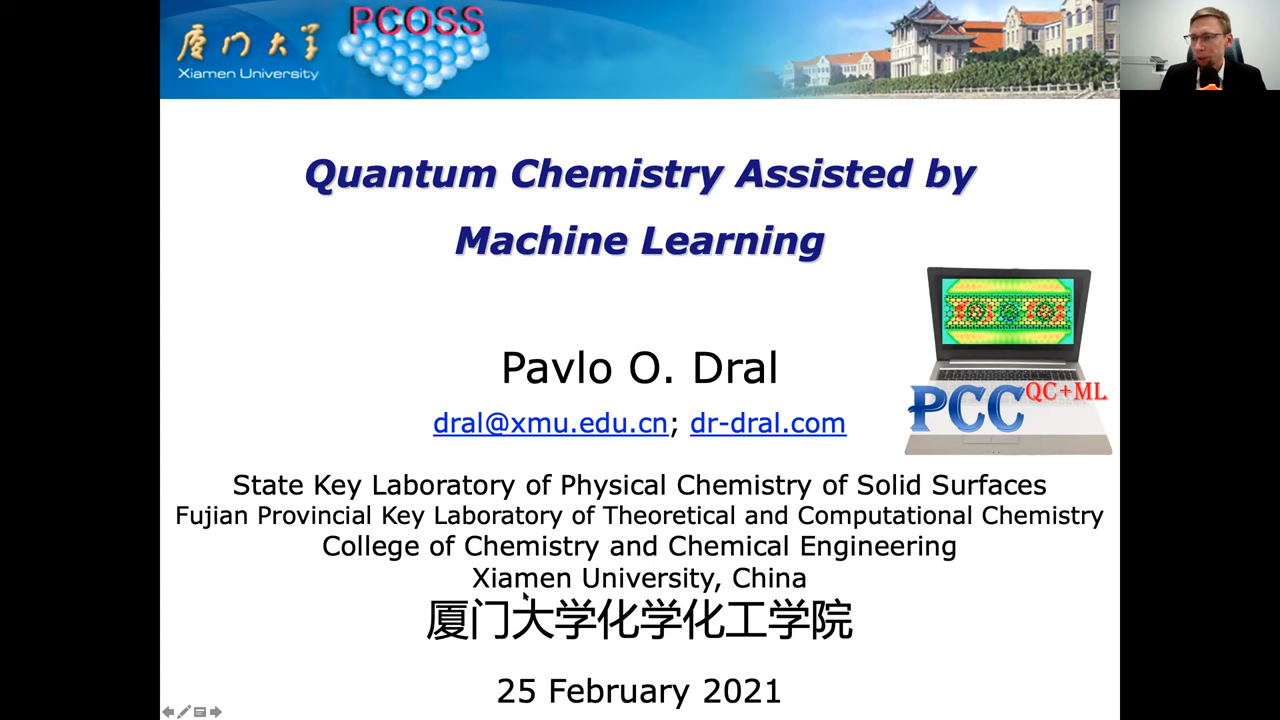 厦门大学
Xiamen University
PCOSS
Quantum Chemistry Assisted by
Machine Learning
Pavlo O. Dral
dral@xmu.edu.cn; dr-dral.com
PCC QC+ML
State Key Laboratory of Physical Chemistry of Solid Surfaces
Fujian Provincial Key Laboratory of Theoretical and Computational Chemistry
College of Chemistry and Chemical Engineering
Xiamen University, China
厦门大学化学化工学院
25 February 2021